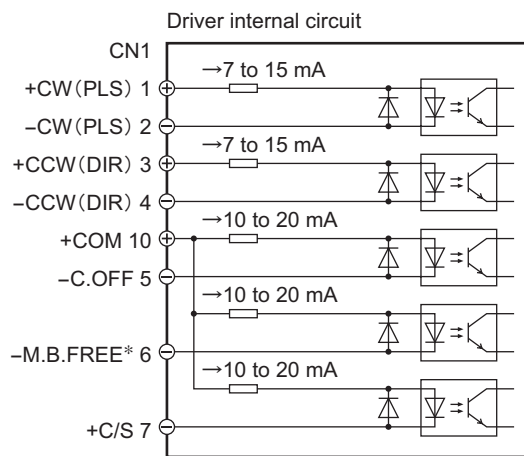 Driver internal circuit
CN1
→7 to 15 mA
+CW(PLS) 1
−CW(PLS) 2
→7 to 15 mA
+CCW(DIR) 3
−CCW(DIR) 4
→10 to 20 mA
+COM 10
−C.OFF 5
→10 to 20 mA
−M.B.FREE* 6
→10 to 20 mA
+C/S 7